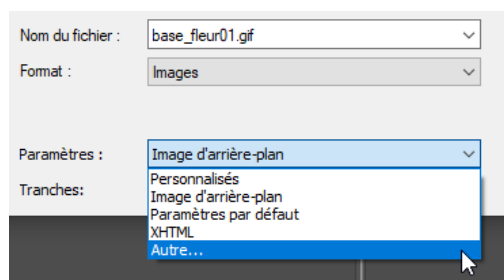 Nom du fichier :
base_fleur01.gif
Format :
Images
Paramètres :
Image d'arrière-plan
Tranches:
Personnalisés
Image d'arrière-plan
Paramètres par défaut
XHTML
Autre...